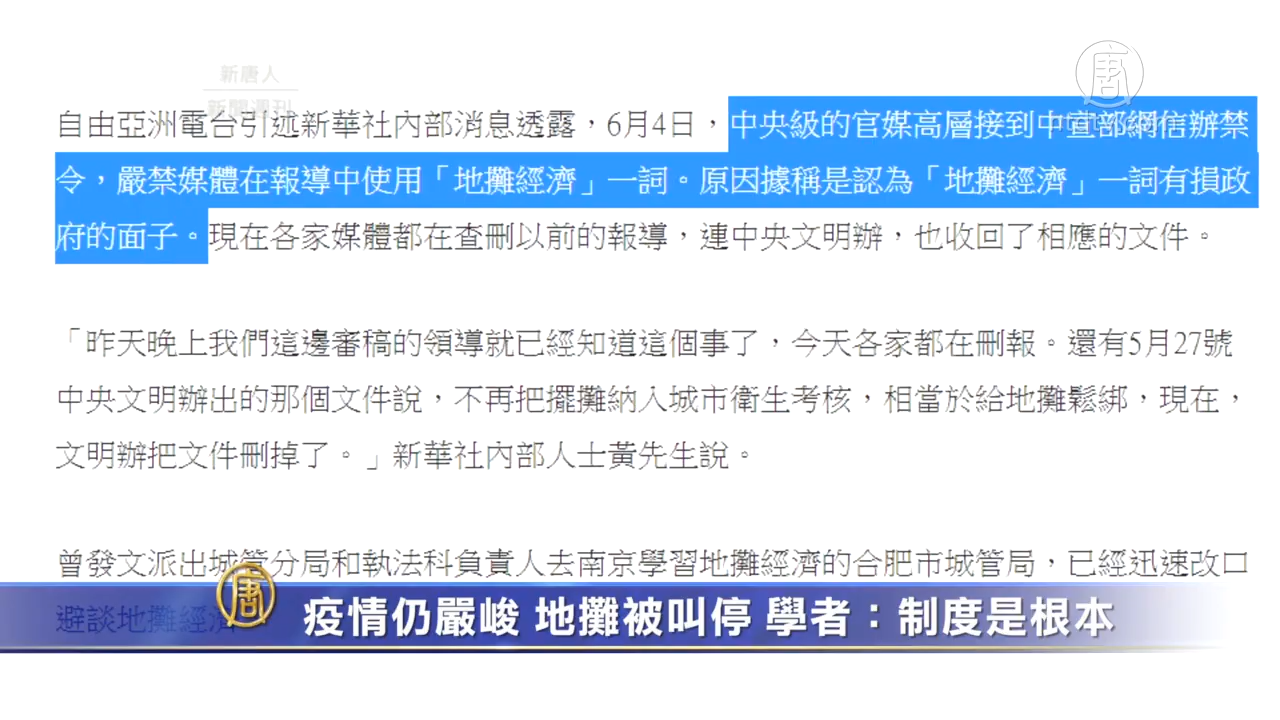 新唐人
新聞週刊
唐
自由亞洲電台引述新華社內部消息透露，6月4日，中央級的官媒高層接到中宣部網信辦禁
令，嚴禁媒體在報導中使用「地攤經濟」一詞。原因據稱是認為「地攤經濟」一詞有損政
府的面子。現在各家媒體都在查刪以前的報導，連中央文明辦，也收回了相應的文件。
「昨天晚上我們這邊審稿的領導就已經知道這個事了，今天各家都在刪報。還有5月27號
中央文明辦出的那個文件說，不再把擺攤納入城市衛生考核，相當於給地攤鬆綁，現在，
文明辦把文件刪掉了。」新華社內部人士黃先生說。
曾發文派出城管分局和執法科負責人去南京學習地攤經濟的合肥市城管局，已經迅速改口
避談地攤經濟
唐
疫情仍嚴峻 地攤被叫停 學者：制度是根本